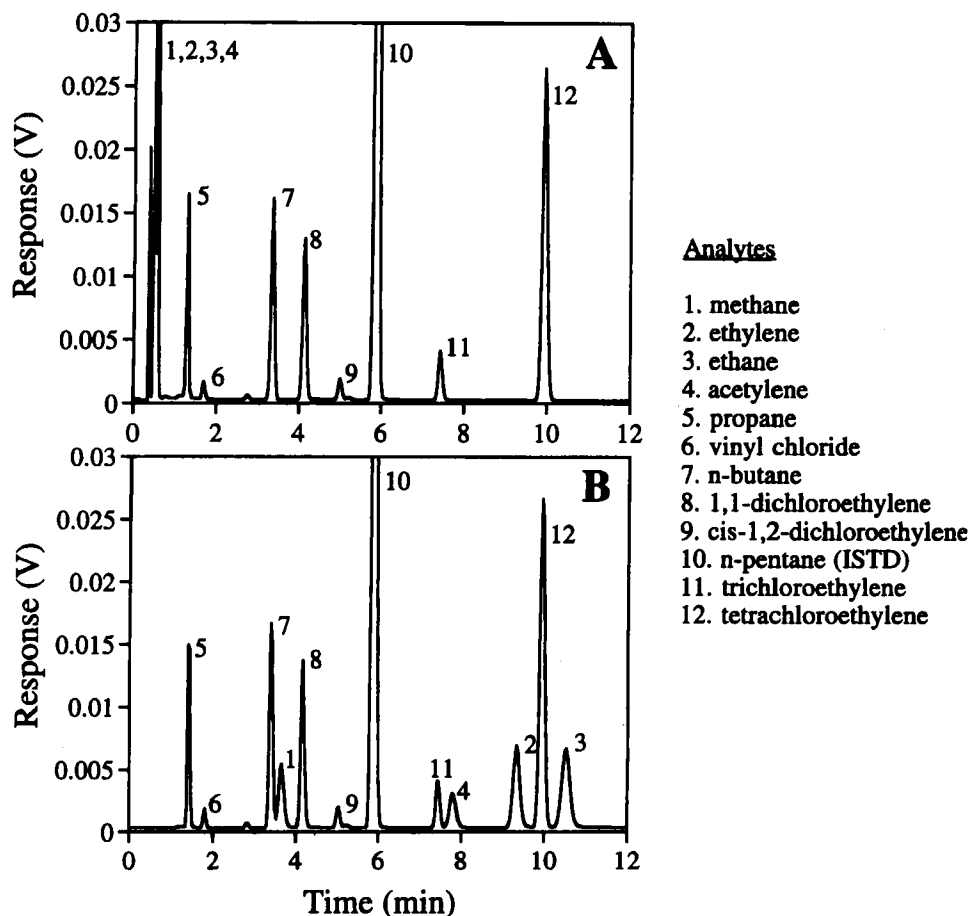 0.03
0.025
0.02
0.015
0.01
0.005
0
Response (V)
1,2,3,4
5
6
7
8
9
10
11
12
A
0 2 4 6 8 10 12
0.03
0.025
0.02
0.015
0.01
0.005
0
Response (V)
5
6
7
1
8
9
10
11
4
2
12
3
B
0 2 4 6 8 10 12
Time (min)
Analytes
1. methane
2. ethylene
3. ethane
4. acetylene
5. propane
6. vinyl chloride
7. n-butane
8. 1,1-dichloroethylene
9. cis-1,2-dichloroethylene
10. n-pentane (ISTD)
11. trichloroethylene
12. tetrachloroethylene